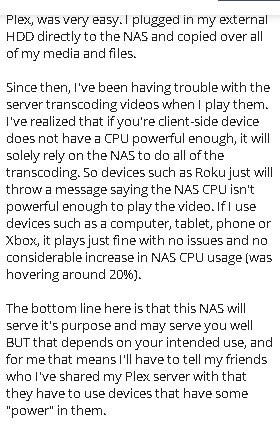 Plex, was very easy. I plugged in my external
HDD directly to the NAS and copied over all
of my media and files.
Since then, I've been having trouble with the
server transcoding videos when I play them.
I've realized that if you're client-side device
does not have a CPU powerful enough, it will
solely rely on the NAS to do all of the
transcoding. So devices such as Roku just will
throw a message saying the NAS CPU isn't
powerful enough to play the video. If I use
devices such as a computer, tablet, phone or
Xbox, it plays just fine with no issues and no
considerable increase in NAS CPU usage (was
hovering around 20%).
The bottom line here is that this NAS will
serve it's purpose and may serve you well
BUT that depends on your intended use, and
for me that means I'll have to tell my friends
who I've shared my Plex server with that
they have to use devices that have some
"power" in them.